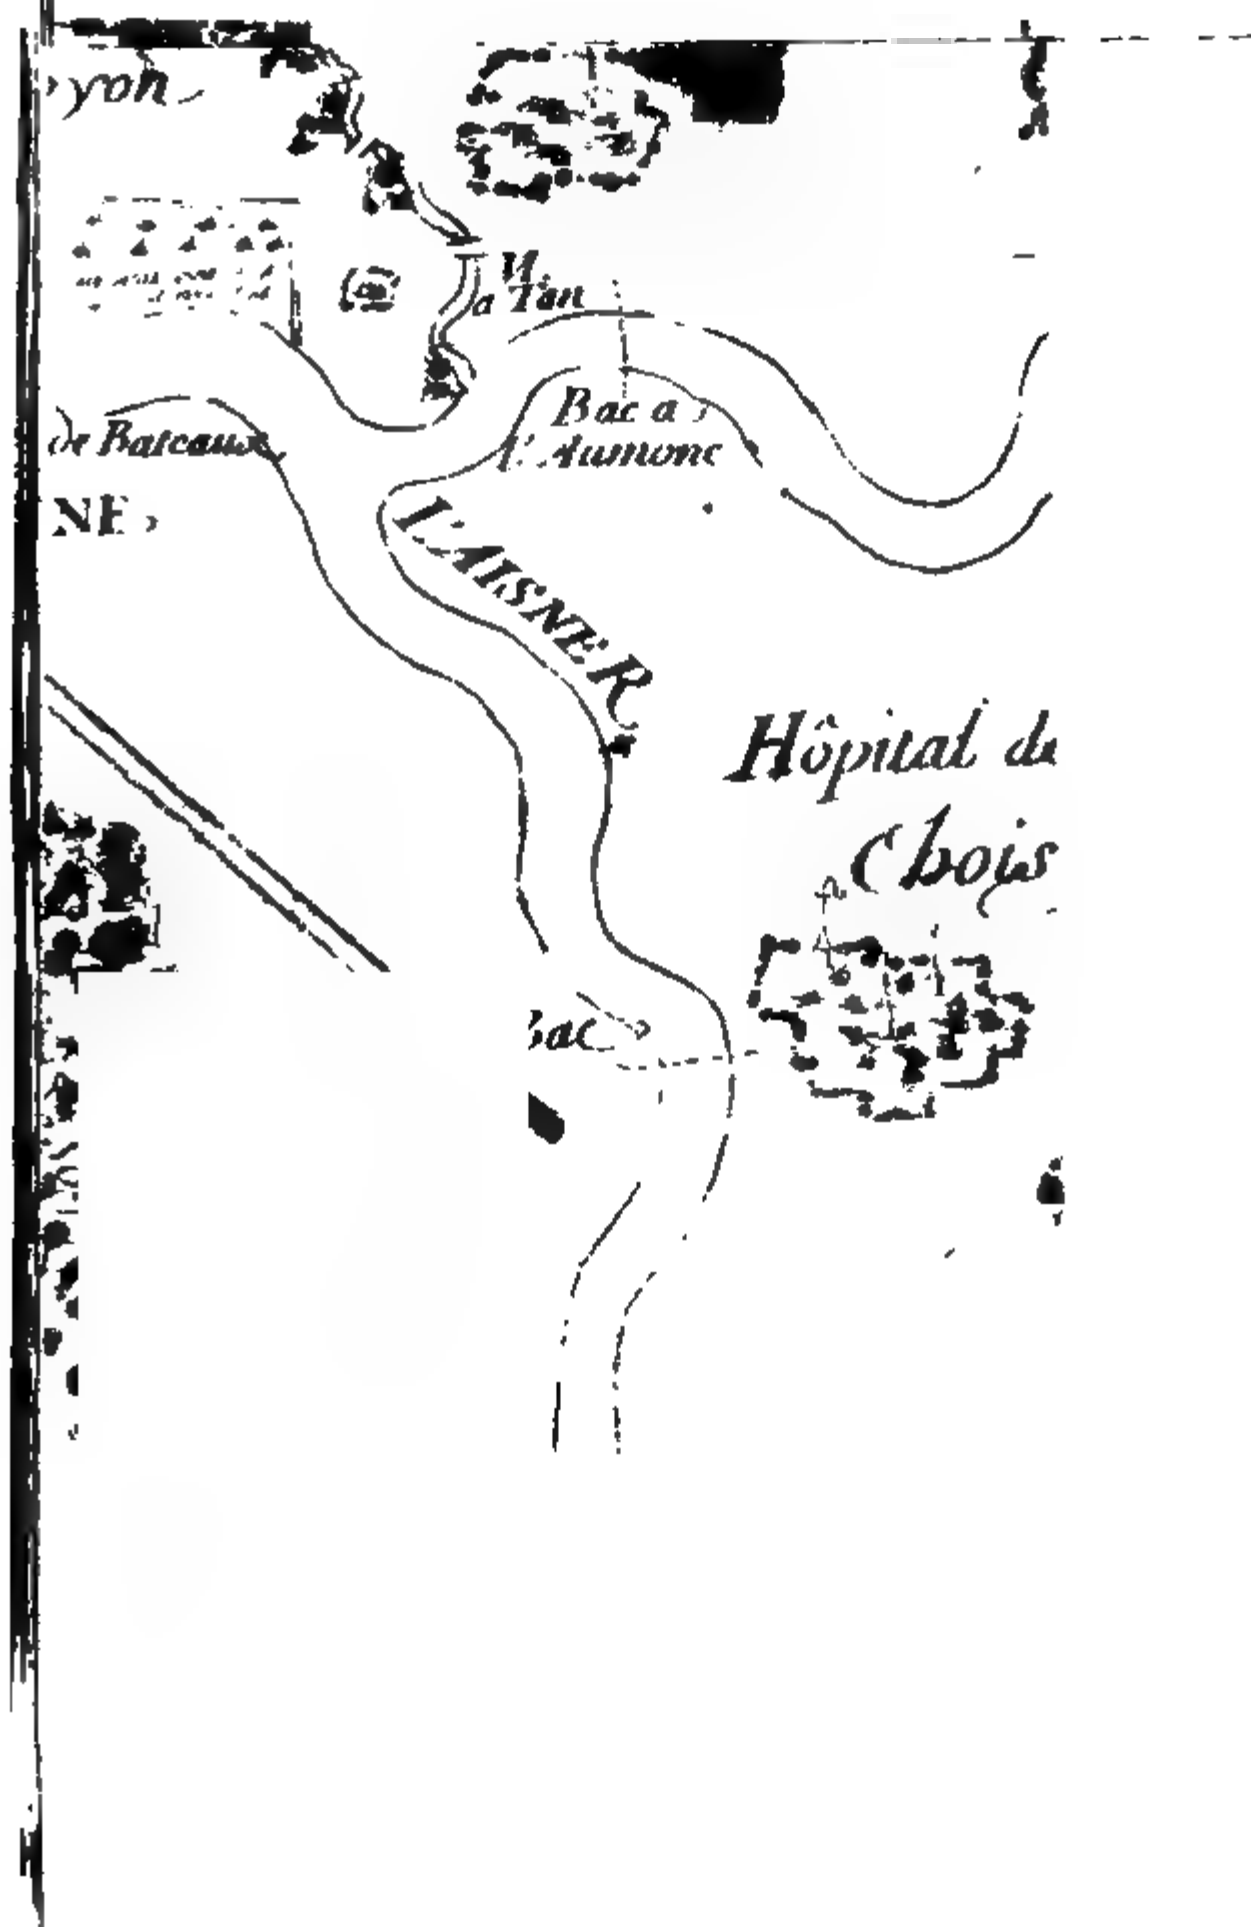 yon
M.
a Tan
Bac a
l'Aumone
de Bateaux
NE
L'AISNE R.
Hôpital de
Chois
Bac